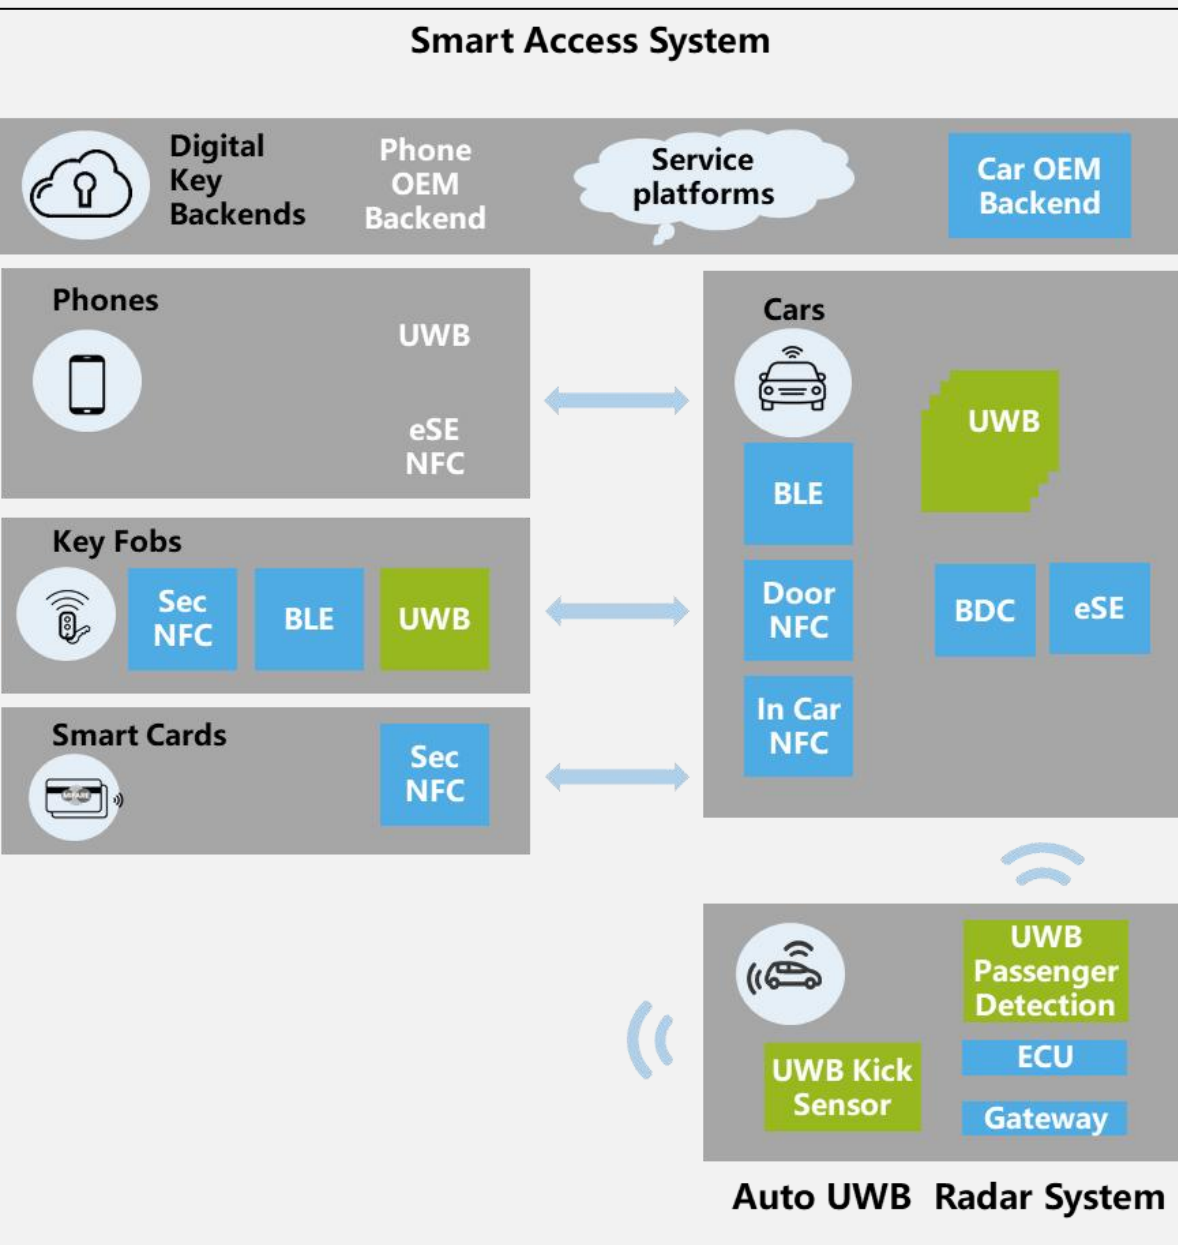 Smart Access System
Digital
Key
Backends
Phone
OEM
Backend
Service
platforms
Car OEM
Backend
Phones
UWB
eSE
NFC
Key Fobs
Sec
NFC
BLE
UWB
Smart Cards
Sec
NFC
Cars
UWB
BLE
Door
NFC
BDC
eSE
In Car
NFC
UWB
Passenger
Detection
UWB Kick
Sensor
ECU
Gateway
Auto UWB Radar System